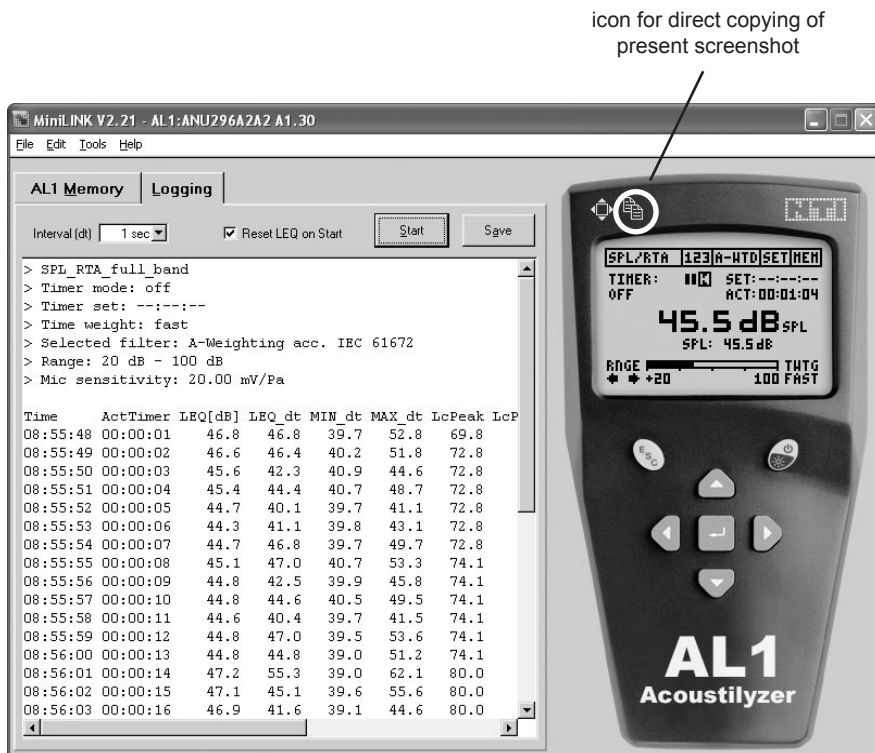 icon for direct copying of
present screenshot
MiniLINK V2.21 - AL1:ANU296A2A2 A1.30
File Edit Tools Help
AL1 Memory Logging
Interval (dt) 1 sec Reset LEQ on Start Start Save
> SPL_RTA_full_band
> Timer mode: off
> Timer set: --:--:--
> Time weight: fast
> Selected filter: A-Weighting acc. IEC 61672
> Range: 20 dB - 100 dB
> Mic sensitivity: 20.00 mV/Pa
Time ActTimer LEQ[dB] LEQ_dt MIN_dt MAX_dt LcPeak LcP
08:55:48 00:00:01 46.8 46.8 39.7 52.8 69.8
08:55:49 00:00:02 46.6 46.4 40.2 51.8 72.8
08:55:50 00:00:03 45.6 42.3 40.9 44.6 72.8
08:55:51 00:00:04 45.4 44.4 40.7 48.7 72.8
08:55:52 00:00:05 44.7 40.1 39.7 41.1 72.8
08:55:53 00:00:06 44.3 41.1 39.8 43.1 72.8
08:55:54 00:00:07 44.7 46.8 39.7 49.7 72.8
08:55:55 00:00:08 45.1 47.0 40.7 53.3 74.1
08:55:56 00:00:09 44.8 42.5 39.9 45.8 74.1
08:55:57 00:00:10 44.8 44.6 40.5 49.5 74.1
08:55:58 00:00:11 44.6 40.4 39.7 41.5 74.1
08:55:59 00:00:12 44.8 47.0 39.5 53.6 74.1
08:56:00 00:00:13 44.8 44.8 39.0 51.2 74.1
08:56:01 00:00:14 47.2 55.3 39.0 62.1 80.0
08:56:02 00:00:15 47.1 45.1 39.6 55.6 80.0
08:56:03 00:00:16 46.9 41.6 39.1 44.6 80.0
NTI
SPL/RTA 123 A-WTD SET MEM
TIMER: SET:--:--:--
OFF ACT:00:01:04
45.5 dB SPL
SPL: 45.5 dB
RNGE TWTG
+20 100 FAST
ESC
AL1
Acoustilyzer